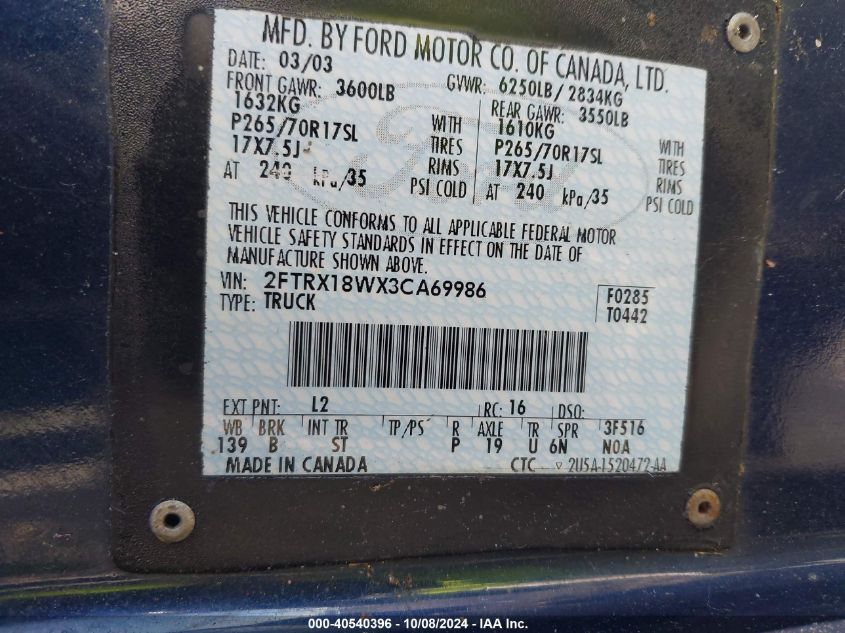 MFD. BY FORD MOTOR CO. OF CANADA, LTD.
DATE: 03/03 GVWR: 6250LB/ 2834KG
FRONT GAWR: 3600LB REAR GAWR: 3550LB
1632KG WITH 1610KG WITH
P265/70R17SL TIRES P265/70R17SL TIRES
17X7.5J RIMS 17X7.5J RIMS
AT 240 kPa/35 PSI COLD AT 240 kPa/35 PSI COLD
THIS VEHICLE CONFORMS TO ALL APPLICABLE FEDERAL MOTOR
VEHICLE SAFETY STANDARDS IN EFFECT ON THE DATE OF
MANUFACTURE SHOWN ABOVE.
VIN: 2FTRX18WX3CA69986 F0285
TYPE: TRUCK T0442
EXT PNT: L2 RC: 16 DSO:
WB BRK INT TR TP/PS R AXLE TR SPR 3F516
139 B ST P 19 U 6N NOA
MADE IN CANADA CTC ▽ 2U5A-1520472-AA
000-40540396 - 10/08/2024 - IAA Inc.